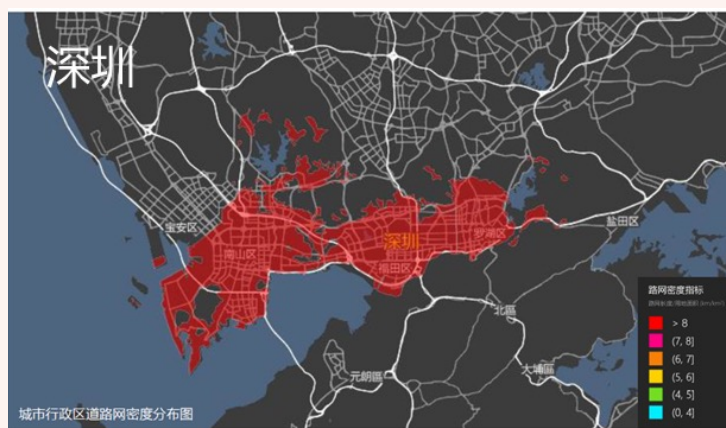 深圳
宝安区
盐田区
南山区
深圳
罗湖区
福田区
北區
元朗區
大埔區
路网密度指标
> 8
(7, 8]
(6, 7]
(5, 6]
(4, 5]
(0, 4]
城市行政区道路网密度分布图